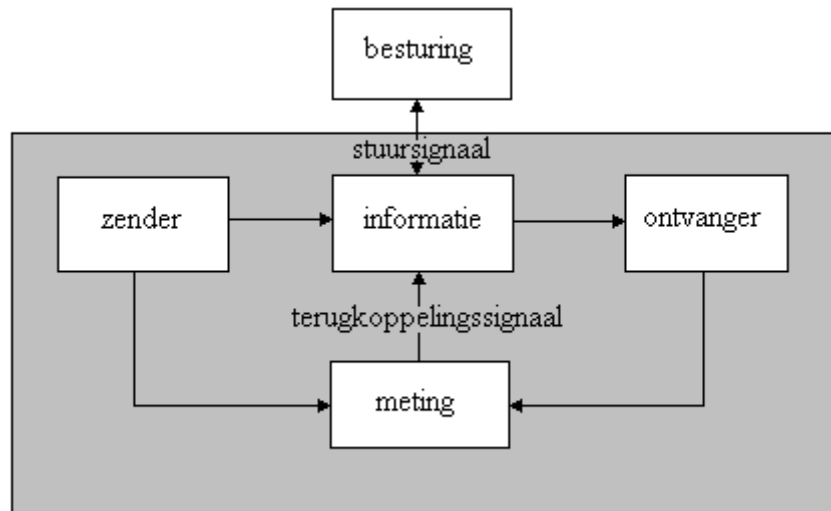 besturing
stuursignaal
zender
informatie
ontvanger
terugkoppelingssignaal
meting